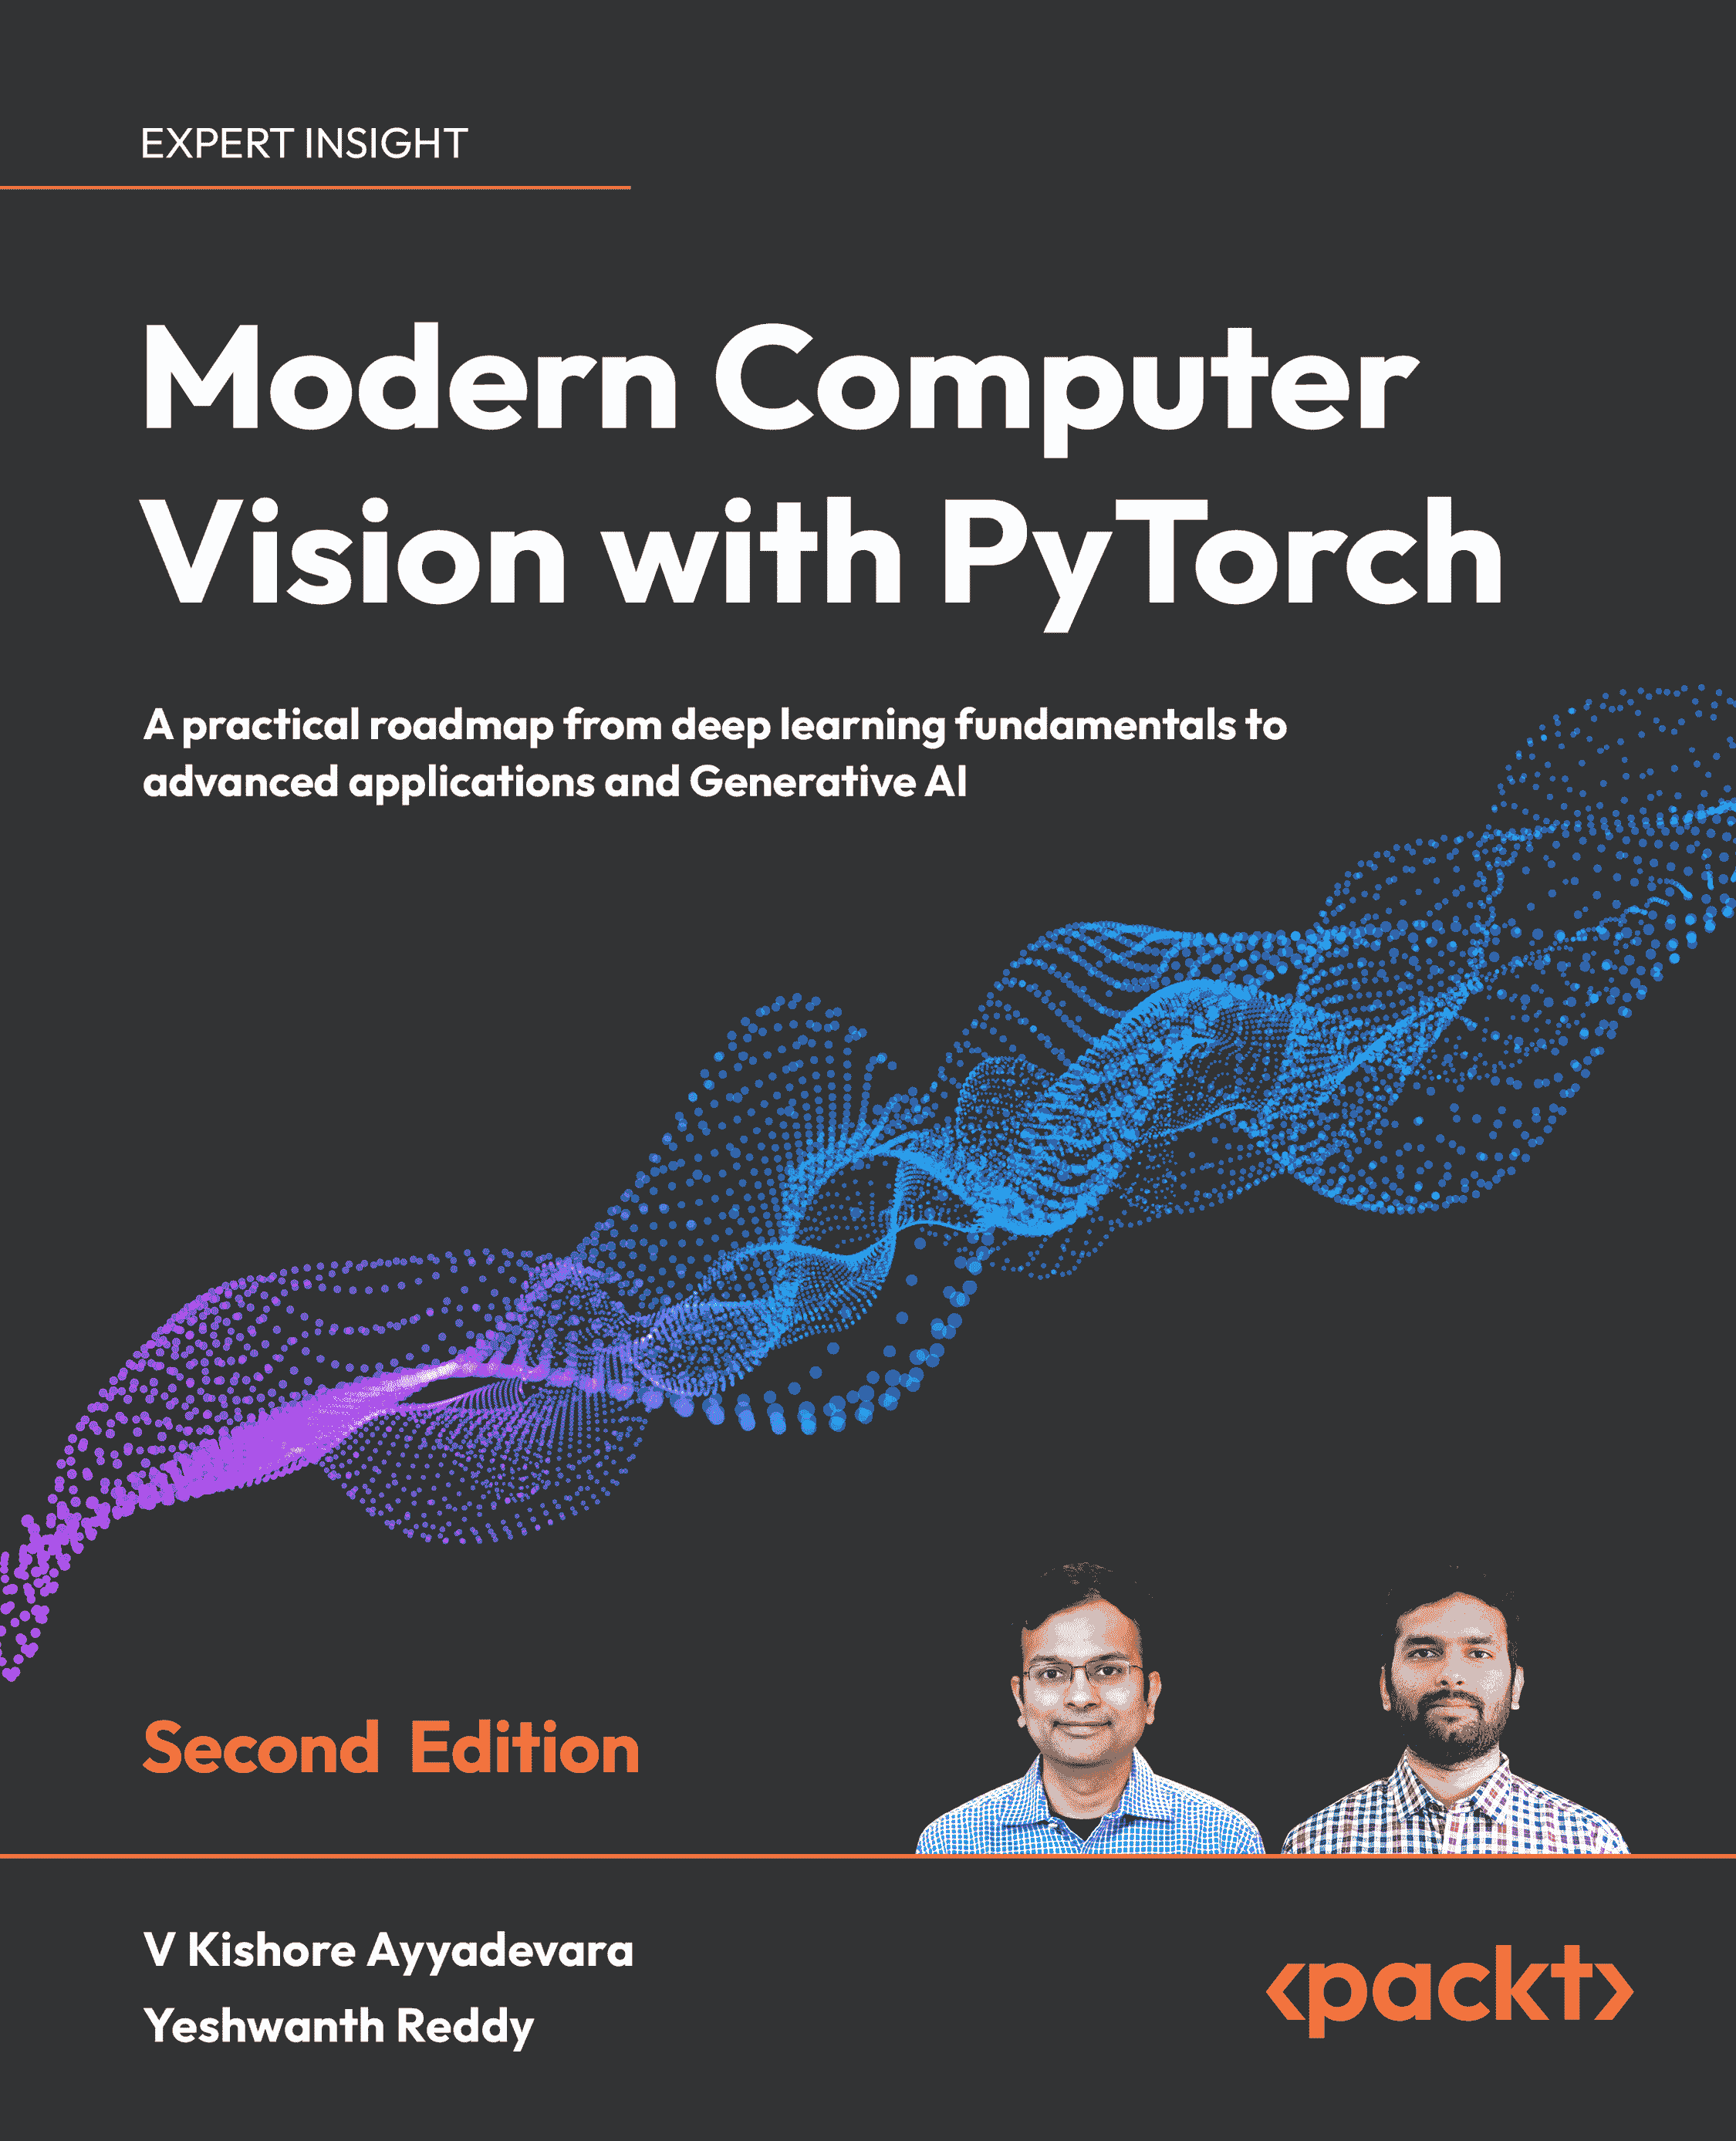 EXPERT INSIGHT
Modern Computer
Vision with PyTorch
A practical roadmap from deep learning fundamentals to
advanced applications and Generative AI
Second Edition
V Kishore Ayyadevara
Yeshwanth Reddy
<packt>